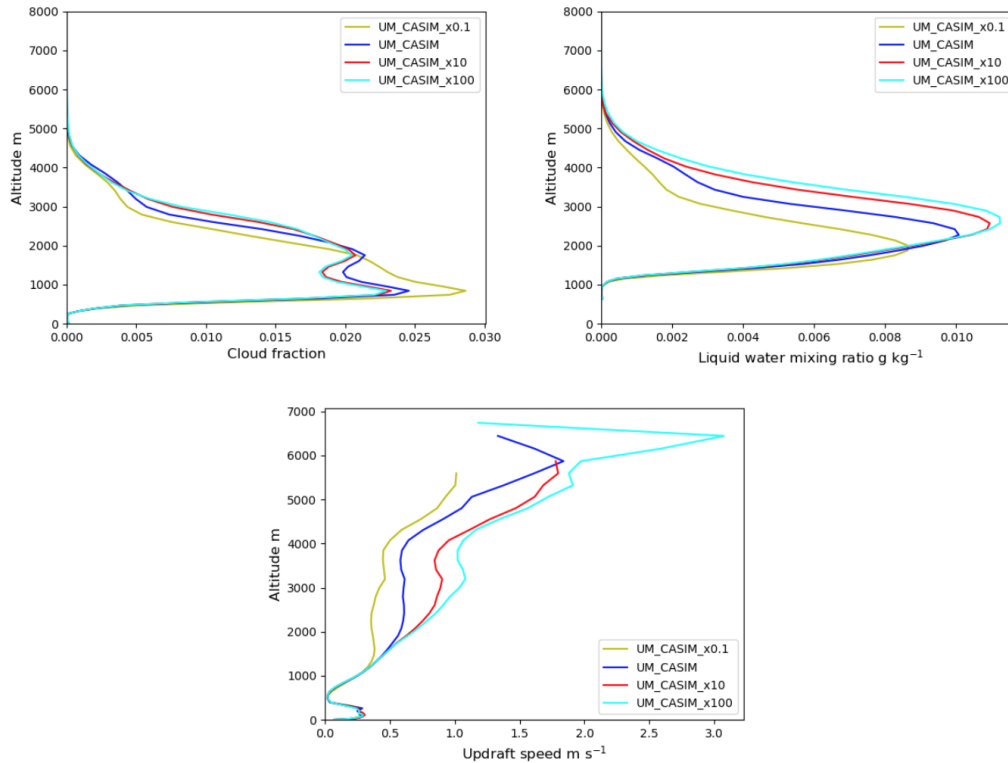 8000
7000
6000
5000
4000
3000
2000
1000
0
Altitude m
0.000 0.005 0.010 0.015 0.020 0.025 0.030
Cloud fraction
UM_CASIM_x0.1
UM_CASIM
UM_CASIM_x10
UM_CASIM_x100
8000
7000
6000
5000
4000
3000
2000
1000
0
Altitude m
0.000 0.002 0.004 0.006 0.008 0.010
Liquid water mixing ratio g kg⁻¹
UM_CASIM_x0.1
UM_CASIM
UM_CASIM_x10
UM_CASIM_x100
7000
6000
5000
4000
3000
2000
1000
0
Altitude m
0.0 0.5 1.0 1.5 2.0 2.5 3.0
Updraft speed m s⁻¹
UM_CASIM_x0.1
UM_CASIM
UM_CASIM_x10
UM_CASIM_x100